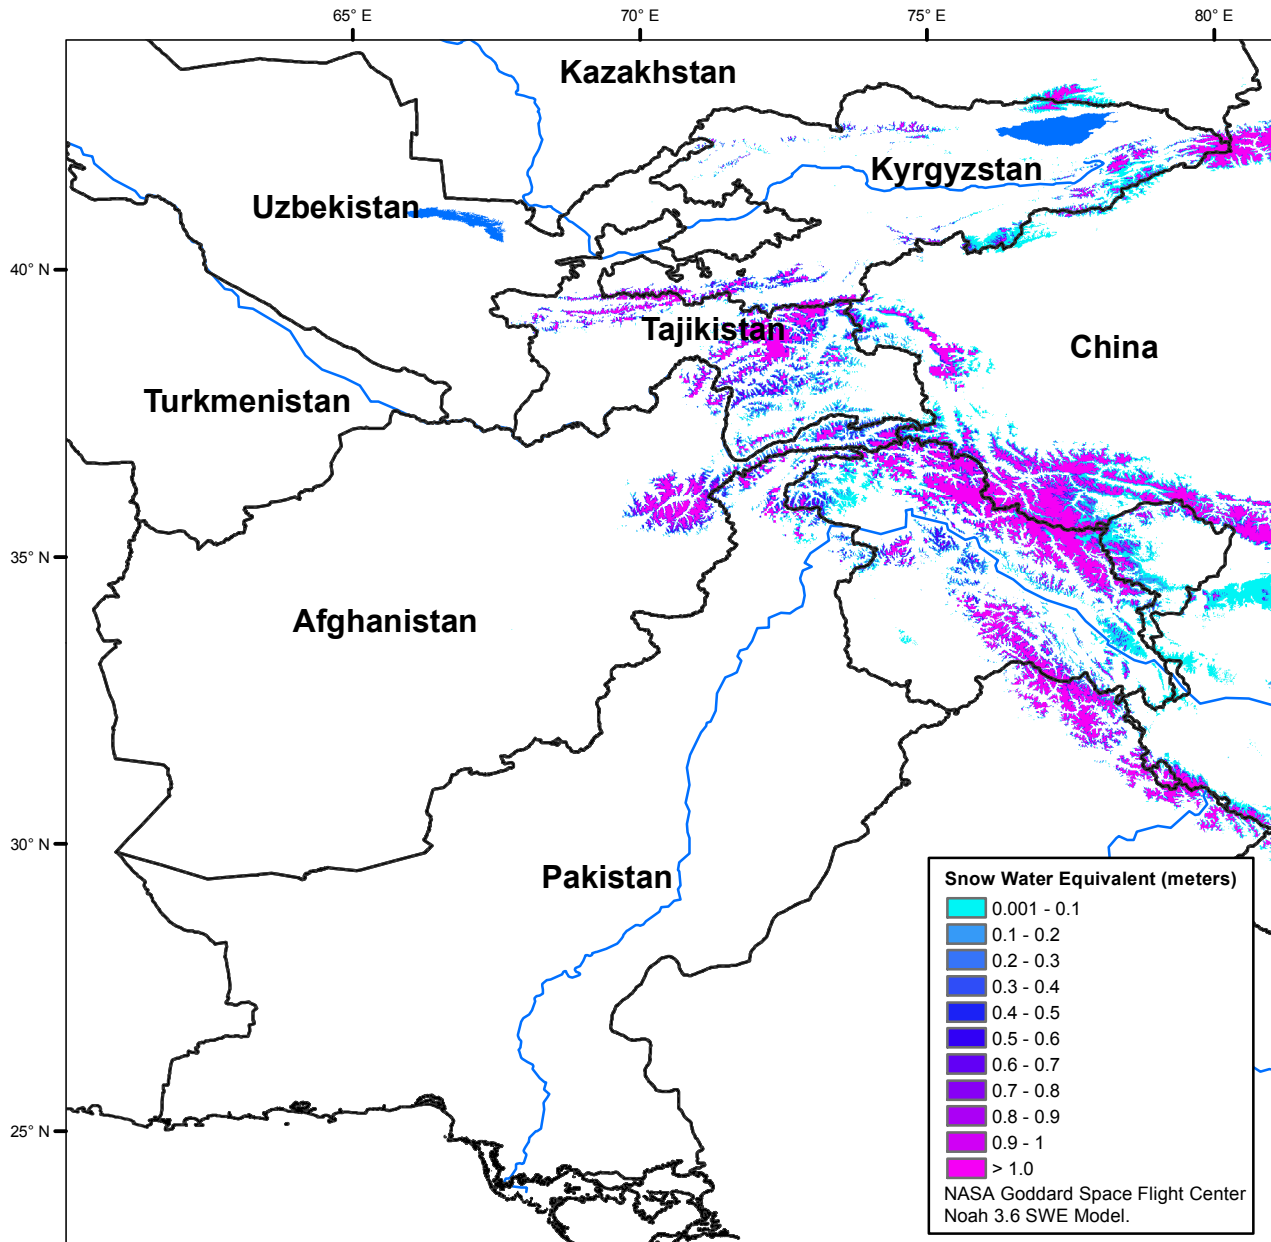 65° E
70° E
75° E
80° E
Kazakhstan
Kyrgyzstan
Uzbekistan
40° N
Tajikistan
China
Turkmenistan
35° N
Afghanistan
30° N
Pakistan
25° N
Snow Water Equivalent (meters)
0.001 - 0.1
0.1 - 0.2
0.2 - 0.3
0.3 - 0.4
0.4 - 0.5
0.5 - 0.6
0.6 - 0.7
0.7 - 0.8
0.8 - 0.9
0.9 - 1
> 1.0
NASA Goddard Space Flight Center
Noah 3.6 SWE Model.